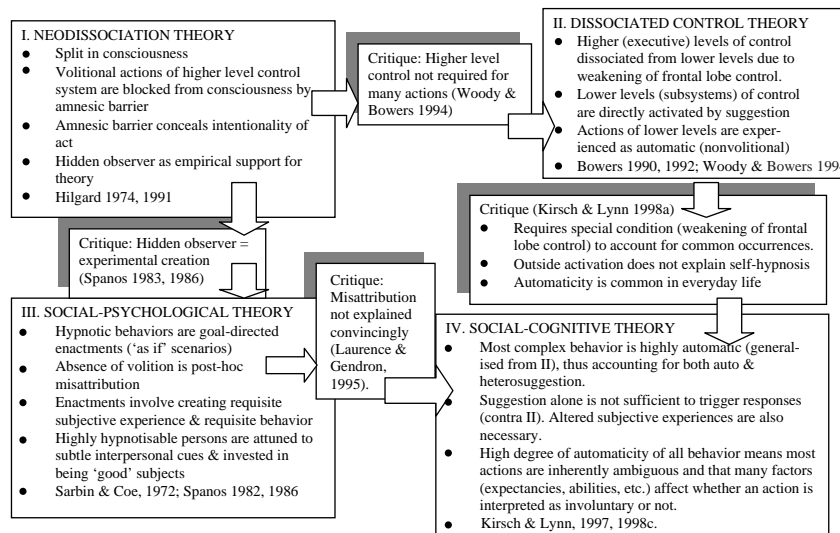 I. NEODISSOCIATION THEORY
● Split in consciousness
● Volitional actions of higher level control
system are blocked from consciousness by
amnesic barrier
● Amnesic barrier conceals intentionality of
act
● Hidden observer as empirical support for
theory
● Hilgard 1974, 1991
Critique: Higher level
control not required for
many actions (Woody &
Bowers 1994)
II. DISSOCIATED CONTROL THEORY
● Higher (executive) levels of control
dissociated from lower levels due to
weakening of frontal lobe control.
● Lower levels (subsystems) of control
are directly activated by suggestion
● Actions of lower levels are exper-
ienced as automatic (nonvolitional)
● Bowers 1990, 1992; Woody & Bowers 199
Critique: Hidden observer =
experimental creation
(Spanos 1983, 1986)
Critique (Kirsch & Lynn 1998a)
● Requires special condition (weakening of frontal
lobe control) to account for common occurrences.
● Outside activation does not explain self-hypnosis
● Automaticity is common in everyday life
III. SOCIAL-PSYCHOLOGICAL THEORY
● Hypnotic behaviors are goal-directed
enactments (‘as if’ scenarios)
● Absence of volition is post-hoc
misattribution
● Enactments involve creating requisite
subjective experience & requisite behavior
● Highly hypnotisable persons are attuned to
subtle interpersonal cues & invested in
being ‘good’ subjects
● Sarbin & Coe, 1972; Spanos 1982, 1986
Critique:
Misattribution
not explained
convincingly
(Laurence &
Gendron,
1995).
IV. SOCIAL-COGNITIVE THEORY
● Most complex behavior is highly automatic (general-
ised from II), thus accounting for both auto &
heterosuggestion.
● Suggestion alone is not sufficient to trigger responses
(contra II). Altered subjective experiences are also
necessary.
● High degree of automaticity of all behavior means most
actions are inherently ambiguous and that many factors
(expectancies, abilities, etc.) affect whether an action is
interpreted as involuntary or not.
● Kirsch & Lynn, 1997, 1998c.